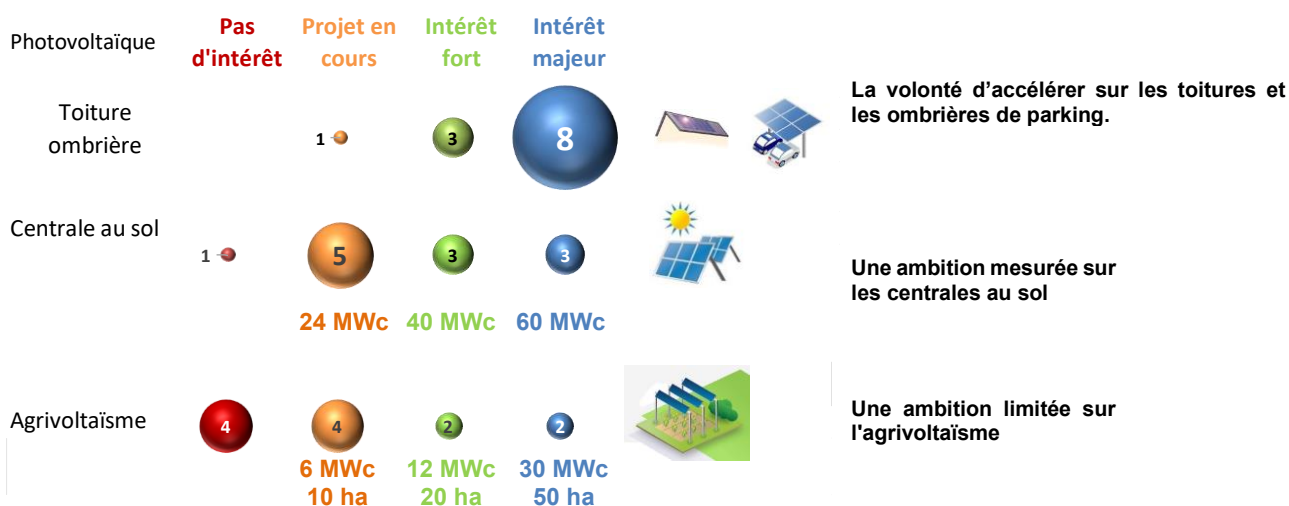 Photovoltaïque
Pas d'intérêt
Projet en cours
Intérêt fort
Intérêt majeur
Toiture ombrière
1
3
8
La volonté d’accélérer sur les toitures et
les ombrières de parking.
Centrale au sol
1
5
3
3
24 MWc 40 MWc 60 MWc
Une ambition mesurée sur
les centrales au sol
Agrivoltaïsme
4
4
2
2
6 MWc 12 MWc 30 MWc
10 ha 20 ha 50 ha
Une ambition limitée sur
l'agrivoltaïsme